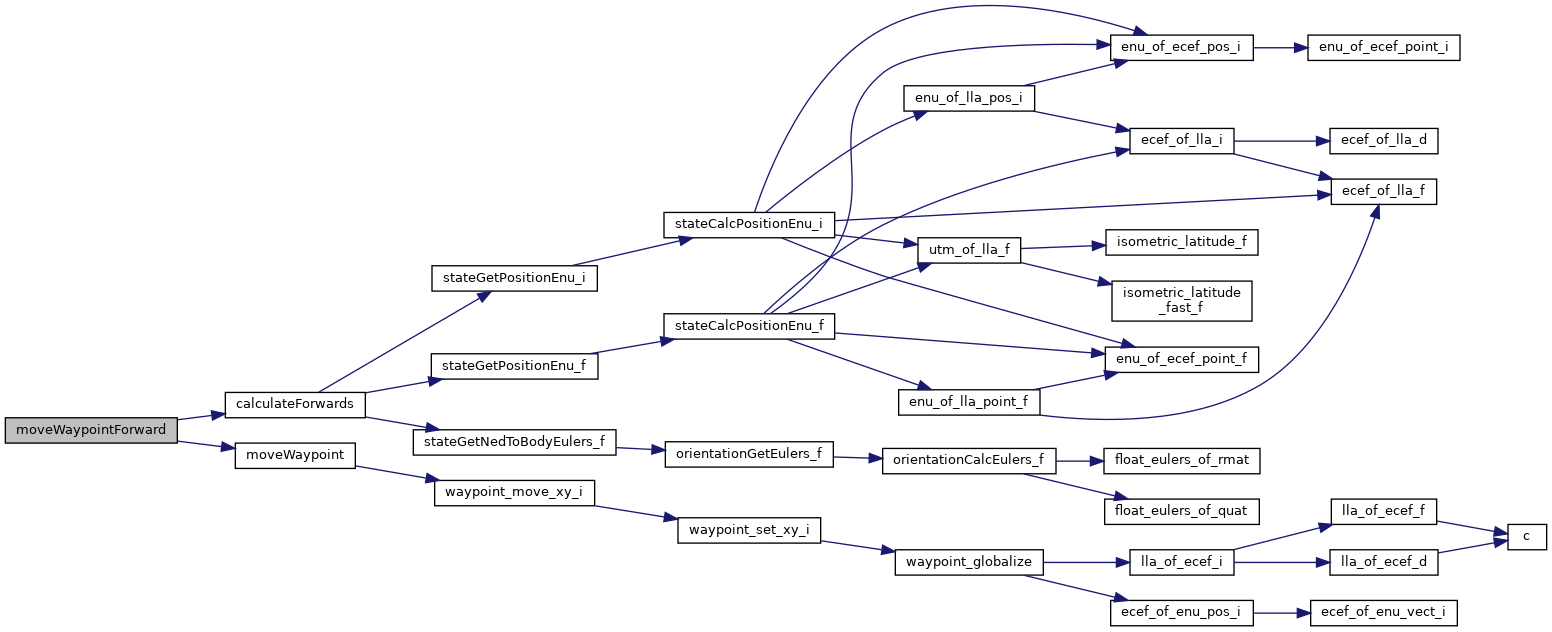 moveWaypointForward
calculateForwards
moveWaypoint
stateGetPositionEnu_i
stateGetPositionEnu_f
stateGetNedToBodyEulers_f
waypoint_move_xy_i
stateCalcPositionEnu_i
stateCalcPositionEnu_f
orientationGetEulers_f
waypoint_set_xy_i
enu_of_lla_pos_i
utm_of_lla_f
enu_of_lla_point_f
orientationCalcEulers_f
waypoint_globalize
enu_of_ecef_pos_i
ecef_of_lla_i
isometric_latitude_f
isometric_latitude
_fast_f
enu_of_ecef_point_f
float_eulers_of_rmat
float_eulers_of_quat
lla_of_ecef_i
ecef_of_enu_pos_i
enu_of_ecef_point_i
ecef_of_lla_d
ecef_of_lla_f
lla_of_ecef_f
lla_of_ecef_d
ecef_of_enu_vect_i
c